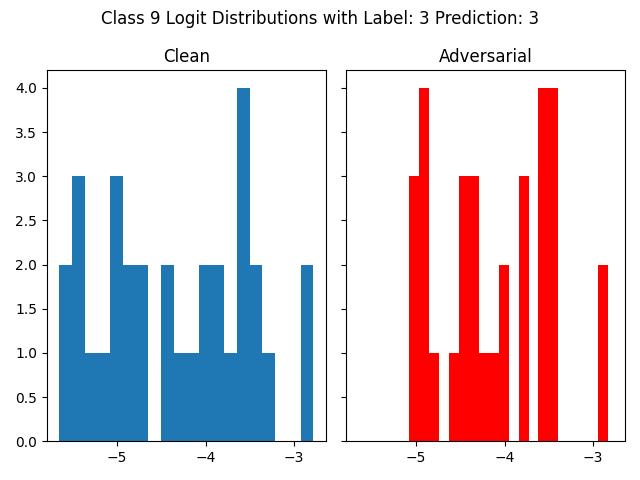 Class 9 Logit Distributions with Label: 3 Prediction: 3
Clean
Adversarial
4.0
3.5
3.0
2.5
2.0
1.5
1.0
0.5
0.0
−5 −4 −3
−5 −4 −3